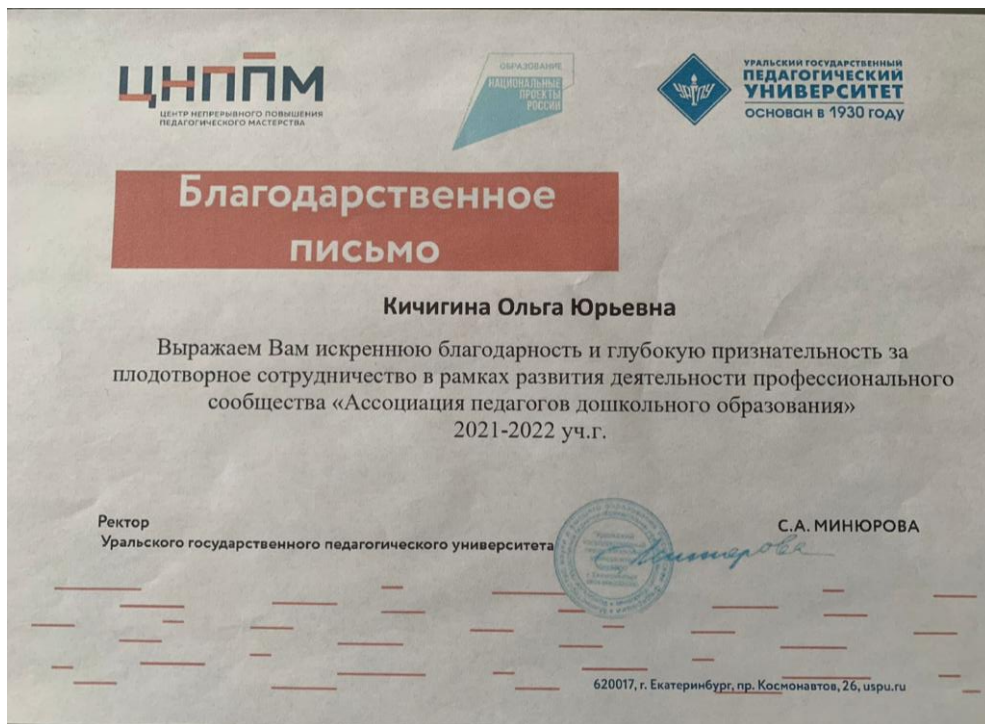 ЦНППМ
ЦЕНТР НЕПРЕРЫВНОГО ПОВЫШЕНИЯ
ПЕДАГОГИЧЕСКОГО МАСТЕРСТВА
ОБРАЗОВАНИЕ
НАЦИОНАЛЬНЫЕ
ПРОЕКТЫ
РОССИИ
УрГПУ
УРАЛЬСКИЙ ГОСУДАРСТВЕННЫЙ
ПЕДАГОГИЧЕСКИЙ
УНИВЕРСИТЕТ
ОСНОВАН В 1930 ГОДУ
Благодарственное
письмо
Кичигина Ольга Юрьевна
Выражаем Вам искреннюю благодарность и глубокую признательность за
плодотворное сотрудничество в рамках развития деятельности профессионального
сообщества «Ассоциация педагогов дошкольного образования»
2021-2022 уч.г.
Ректор
Уральского государственного педагогического университета
С.А. МИНЮРОВА
620017, г. Екатеринбург, пр. Космонавтов, 26, uspu.ru